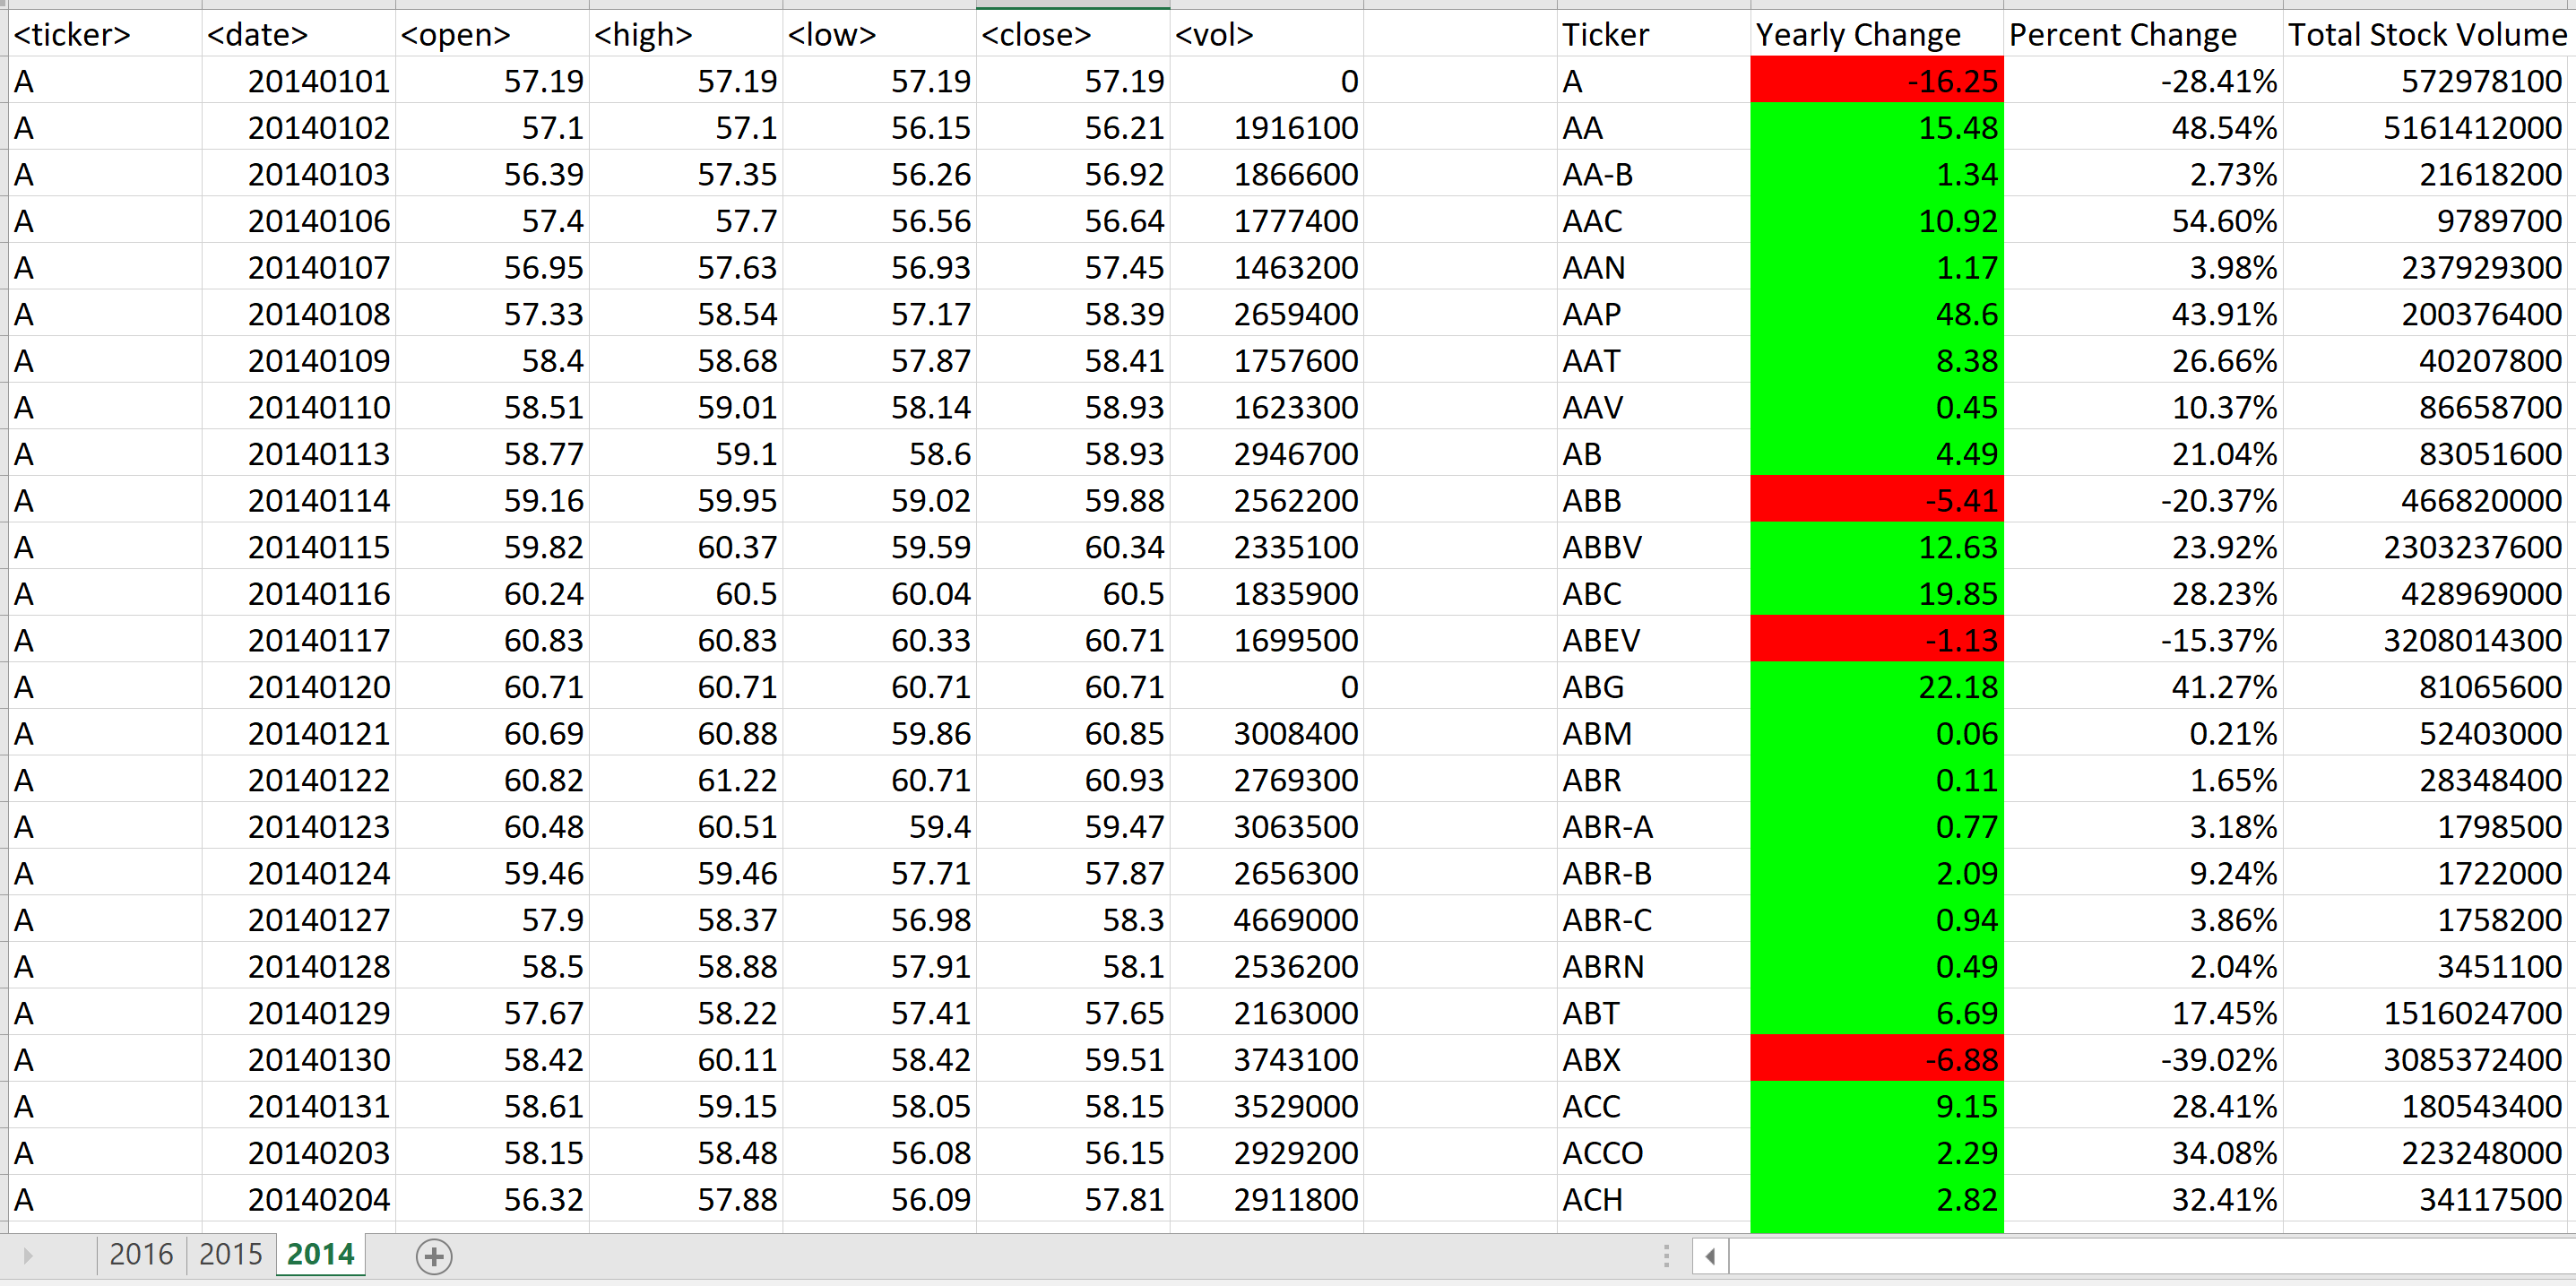 <ticker> <date> <open> <high> <low> <close> <vol> Ticker Yearly Change Percent Change Total Stock Volume
A 20140101 57.19 57.19 57.19 57.19 0 A -16.25 -28.41% 572978100
A 20140102 57.1 57.1 56.15 56.21 1916100 AA 15.48 48.54% 5161412000
A 20140103 56.39 57.35 56.26 56.92 1866600 AA-B 1.34 2.73% 21618200
A 20140106 57.4 57.7 56.56 56.64 1777400 AAC 10.92 54.60% 9789700
A 20140107 56.95 57.63 56.93 57.45 1463200 AAN 1.17 3.98% 237929300
A 20140108 57.33 58.54 57.17 58.39 2659400 AAP 48.6 43.91% 200376400
A 20140109 58.4 58.68 57.87 58.41 1757600 AAT 8.38 26.66% 40207800
A 20140110 58.51 59.01 58.14 58.93 1623300 AAV 0.45 10.37% 86658700
A 20140113 58.77 59.1 58.6 58.93 2946700 AB 4.49 21.04% 83051600
A 20140114 59.16 59.95 59.02 59.88 2562200 ABB -5.41 -20.37% 466820000
A 20140115 59.82 60.37 59.59 60.34 2335100 ABBV 12.63 23.92% 2303237600
A 20140116 60.24 60.5 60.04 60.5 1835900 ABC 19.85 28.23% 428969000
A 20140117 60.83 60.83 60.33 60.71 1699500 ABEV -1.13 -15.37% 3208014300
A 20140120 60.71 60.71 60.71 60.71 0 ABG 22.18 41.27% 81065600
A 20140121 60.69 60.88 59.86 60.85 3008400 ABM 0.06 0.21% 52403000
A 20140122 60.82 61.22 60.71 60.93 2769300 ABR 0.11 1.65% 28348400
A 20140123 60.48 60.51 59.4 59.47 3063500 ABR-A 0.77 3.18% 1798500
A 20140124 59.46 59.46 57.71 57.87 2656300 ABR-B 2.09 9.24% 1722000
A 20140127 57.9 58.37 56.98 58.3 4669000 ABR-C 0.94 3.86% 1758200
A 20140128 58.5 58.88 57.91 58.1 2536200 ABRN 0.49 2.04% 3451100
A 20140129 57.67 58.22 57.41 57.65 2163000 ABT 6.69 17.45% 1516024700
A 20140130 58.42 60.11 58.42 59.51 3743100 ABX -6.88 -39.02% 3085372400
A 20140131 58.61 59.15 58.05 58.15 3529000 ACC 9.15 28.41% 180543400
A 20140203 58.15 58.48 56.08 56.15 2929200 ACCO 2.29 34.08% 223248000
A 20140204 56.32 57.88 56.09 57.81 2911800 ACH 2.82 32.41% 34117500
2016 2015 2014